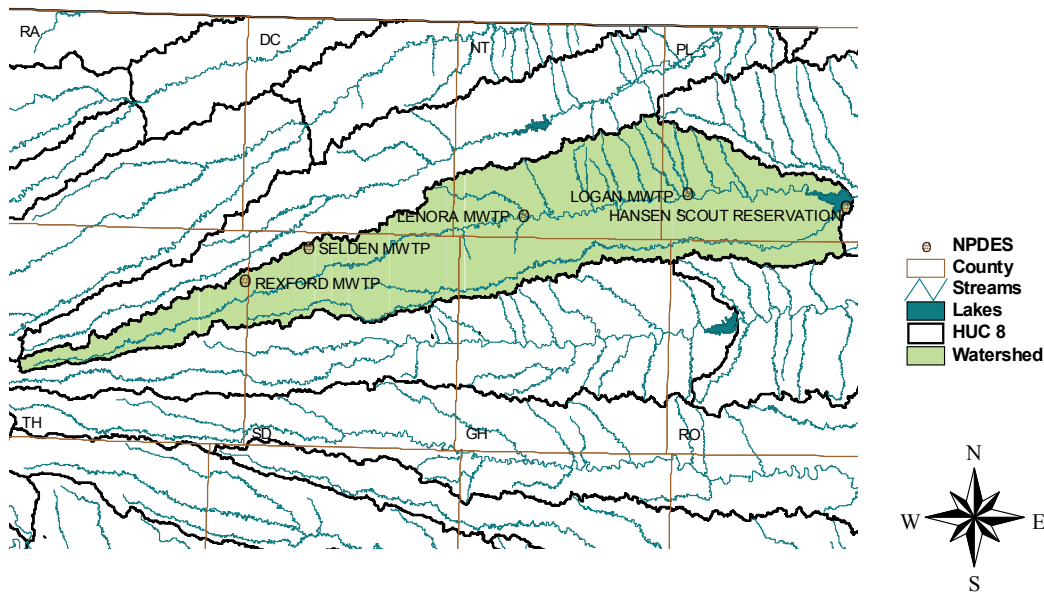 RA
DC
NT
PL
LOGAN MWTP
LENORA MWTP
HANSEN SCOUT RESERVATION
SELDEN MWTP
REXFORD MWTP
TH
SD
GH
RO
NPDES
County
Streams
Lakes
HUC 8
Watershed
N
W
E
S